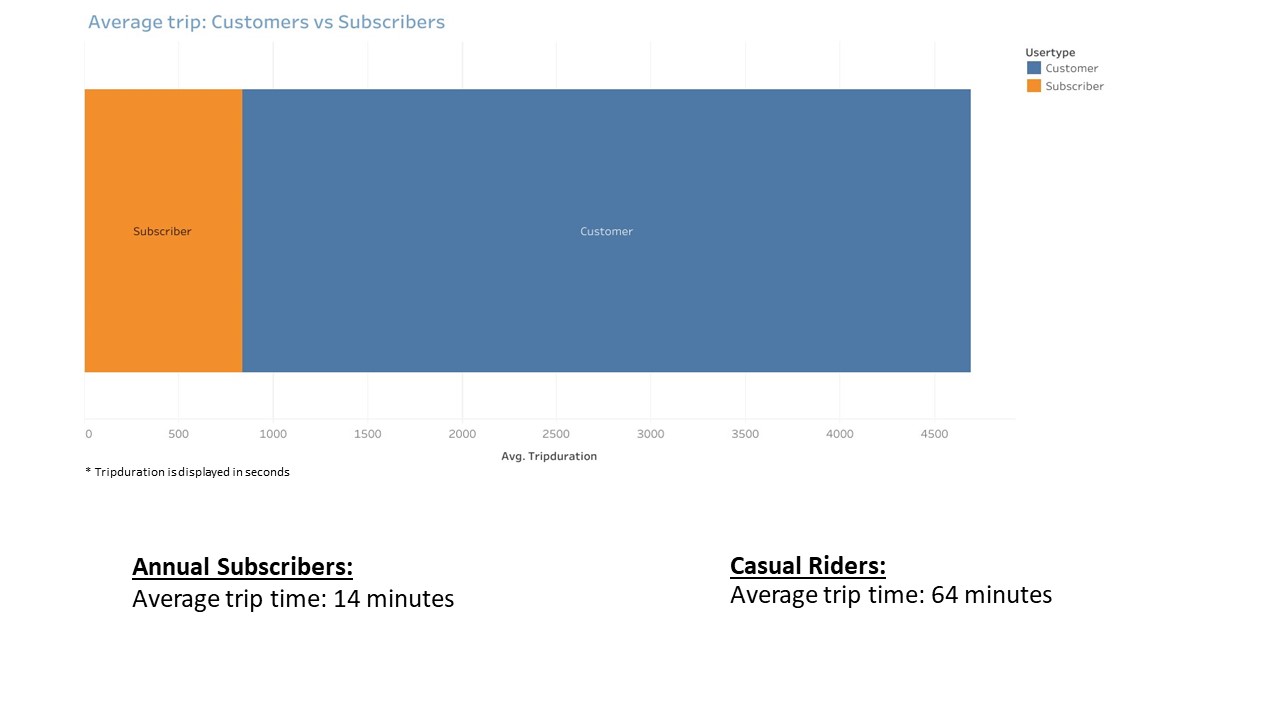 Average trip: Customers vs Subscribers
Usertype
Customer
Subscriber
Subscriber
Customer
0 500 1000 1500 2000 2500 3000 3500 4000 4500
Avg. Tripduration
* Tripduration is displayed in seconds
Annual Subscribers:
Average trip time: 14 minutes
Casual Riders:
Average trip time: 64 minutes